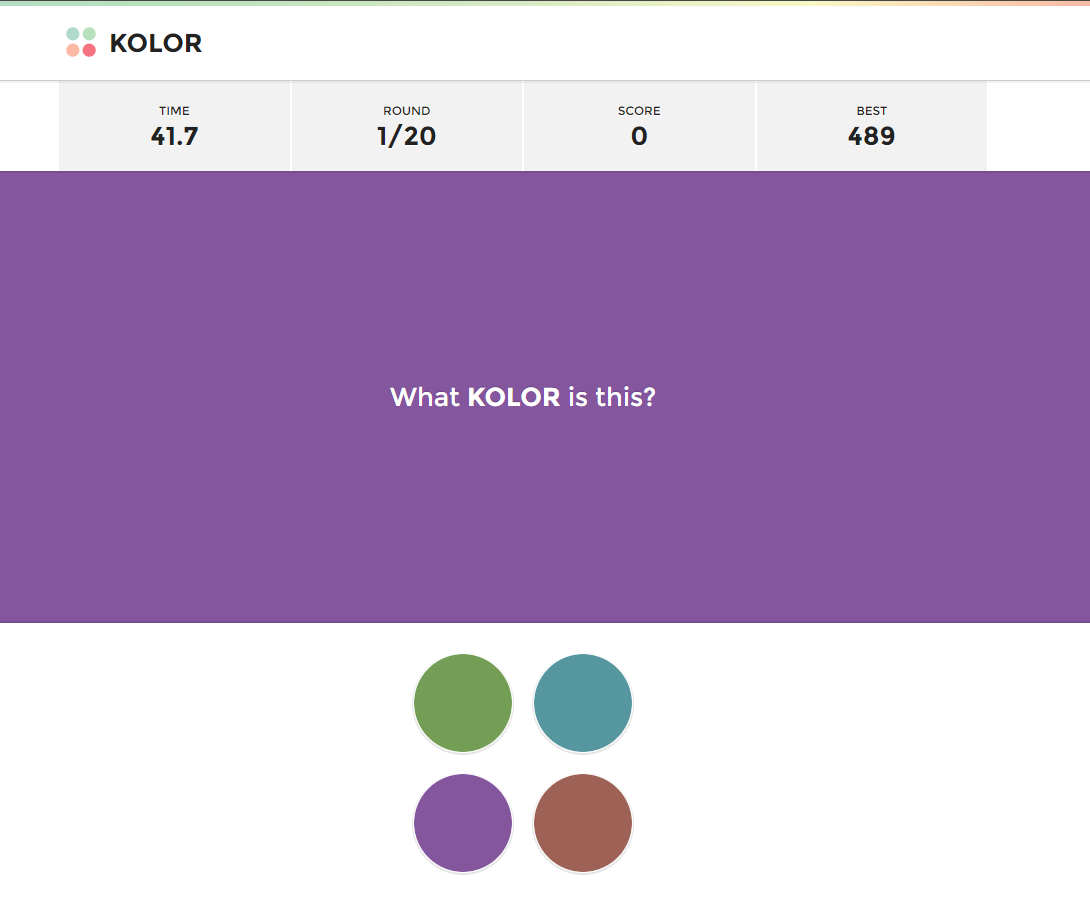 KOLOR
TIME
41.7
ROUND
1/20
SCORE
0
BEST
489
What KOLOR is this?